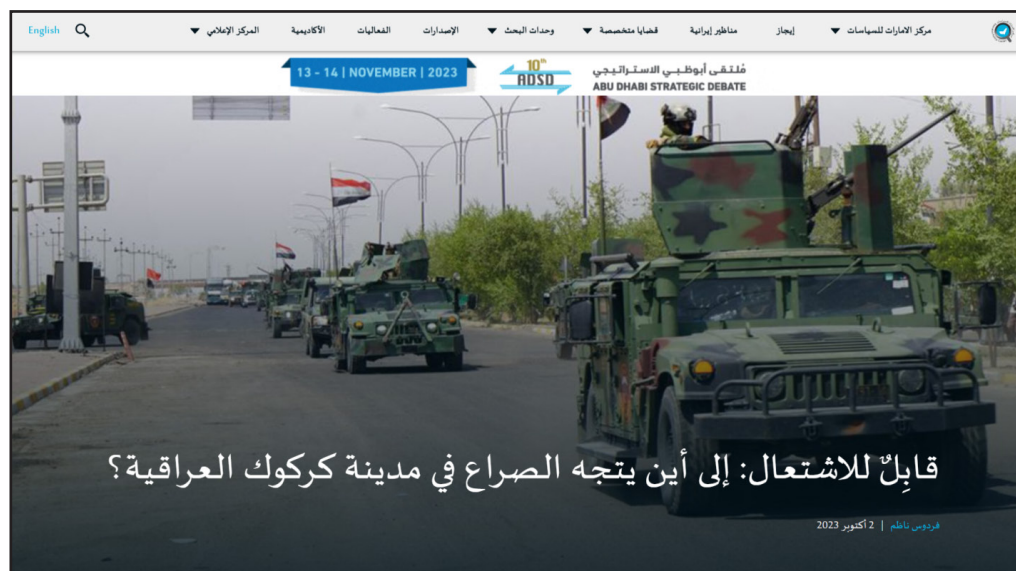 مركز الامارات للسياسات
إيجاز
مناظير إيرانية
قضايا متخصصة
وحدات البحث
الإصدارات
الفعاليات
الأكاديمية
المركز الإعلامي
English
مُلتقى أبوظبي الاستراتيجي
ABU DHABI STRATEGIC DEBATE
10th
ADSD
13 - 14 | NOVEMBER | 2023
قابِلٌ للاشتعال: إلى أين يتجه الصراع في مدينة كركوك العراقية؟
فردوس ناظم | 2 أكتوبر 2023